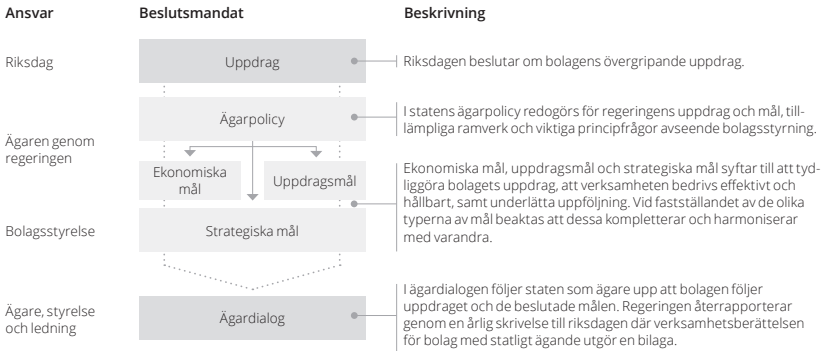 Ansvar
Beslutsmandat
Beskrivning
Riksdag
Uppdrag
Riksdagen beslutar om bolagens övergripande uppdrag.
Ägaren genom
regeringen
Ägarpolicy
I statens ägarpolicy redogörs för regeringens uppdrag och mål, till-
lämpliga ramverk och viktiga principfrågor avseende bolagsstyrning.
Ekonomiska
mål
Uppdragsmål
Ekonomiska mål, uppdragsmål och strategiska mål syftar till att tyd-
liggöra bolagets uppdrag, att verksamheten bedrivs effektivt och
hållbart, samt underlätta uppföljning. Vid fastställandet av de olika
typerna av mål beaktas att dessa kompletterar och harmoniserar
med varandra.
Bolagsstyrelse
Strategiska mål
Ägare, styrelse
och ledning
Ägardialog
I ägardialogen följer staten som ägare upp att bolagen följer
uppdraget och de beslutade målen. Regeringen återrapporterar
genom en årlig skrivelse till riksdagen där verksamhetsberättelsen
för bolag med statligt ägande utgör en bilaga.